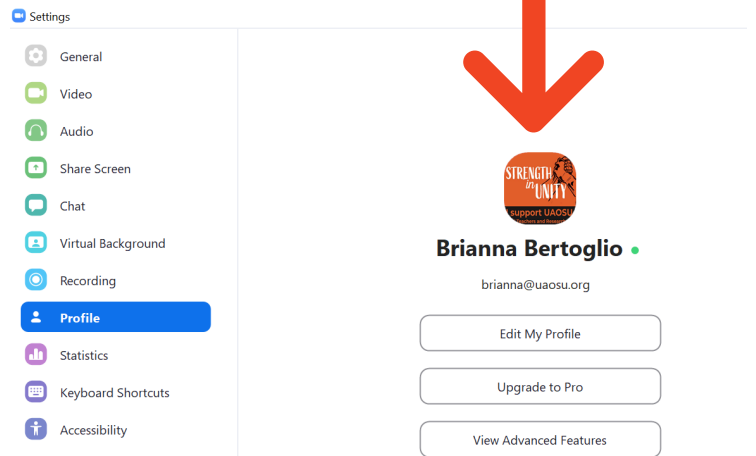 Settings
General
Video
Audio
Share Screen
Chat
Virtual Background
Recording
Profile
Statistics
Keyboard Shortcuts
Accessibility
STRENGTH
in
UNITY
support UAOSU
Brianna Bertoglio
brianna@uaosu.org
Edit My Profile
Upgrade to Pro
View Advanced Features